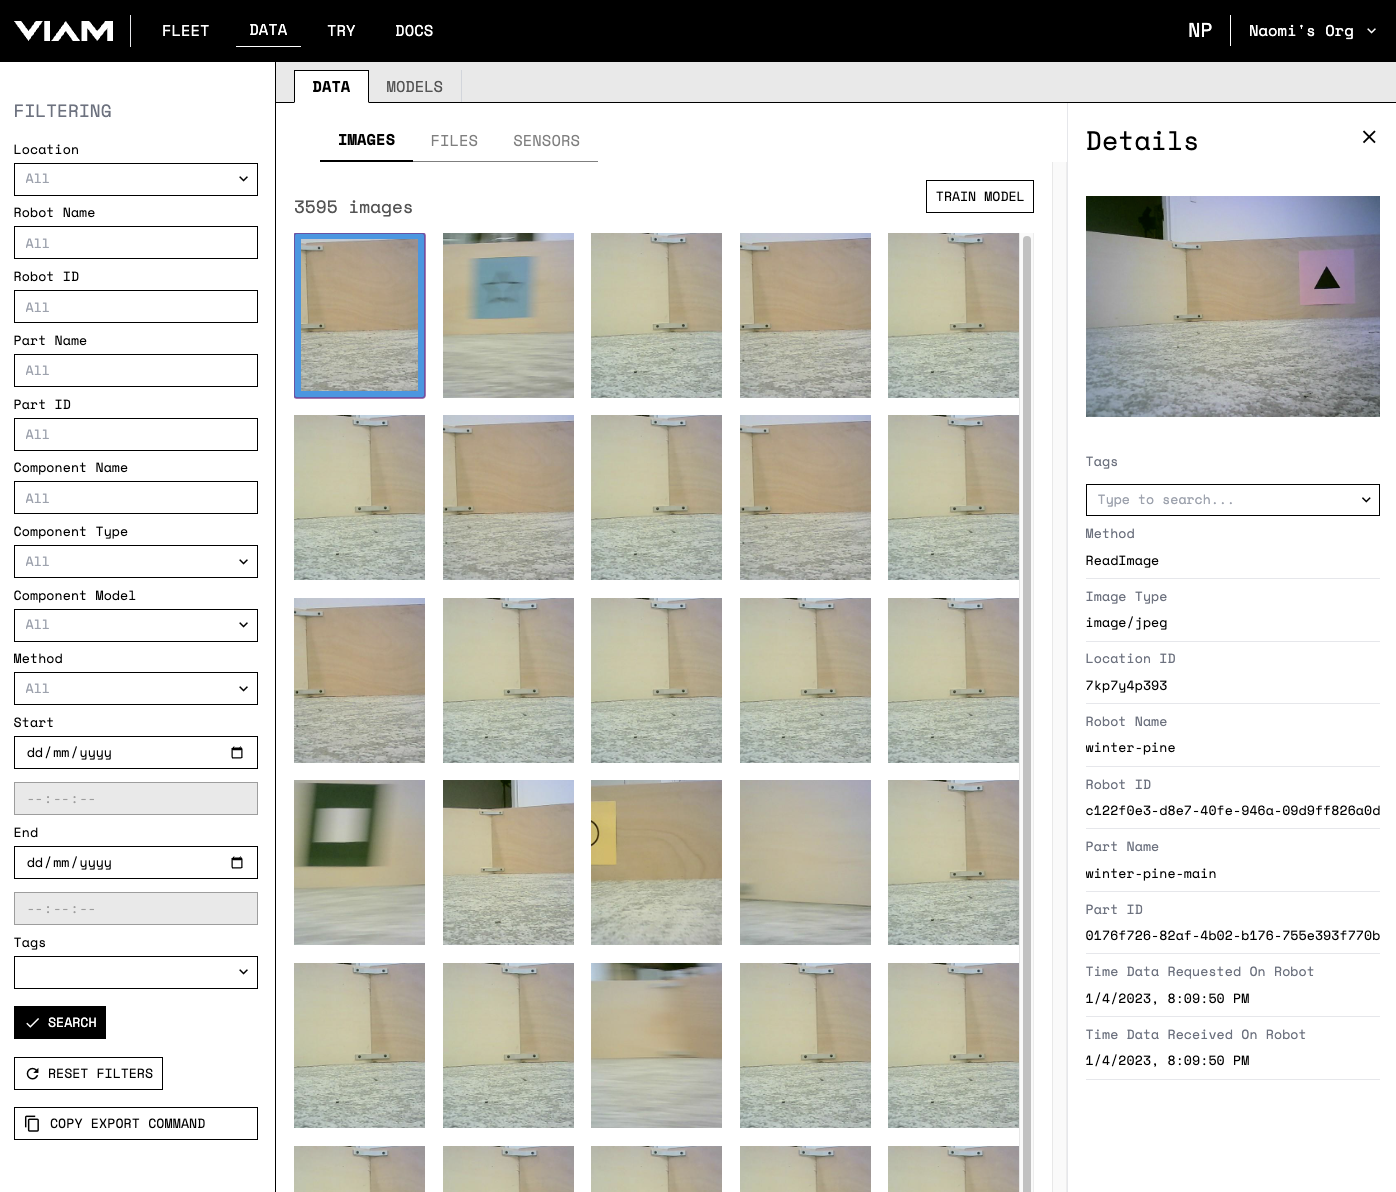 VIAM
FLEET
DATA
TRY
DOCS
NP
Naomi's Org
FILTERING
Location
All
Robot Name
All
Robot ID
All
Part Name
All
Part ID
All
Component Name
All
Component Type
All
Component Model
All
Method
All
Start
dd/mm/yyyy
--:--:--
End
dd/mm/yyyy
--:--:--
Tags
SEARCH
RESET FILTERS
COPY EXPORT COMMAND
DATA
MODELS
IMAGES
FILES
SENSORS
3595 images
TRAIN MODEL
Details
Tags
Type to search...
Method
ReadImage
Image Type
image/jpeg
Location ID
7kp7y4p393
Robot Name
winter-pine
Robot ID
c122f0e3-d8e7-40fe-946a-09d9ff826a0d
Part Name
winter-pine-main
Part ID
0176f726-82af-4b02-b176-755e393f770b
Time Data Requested On Robot
1/4/2023, 8:09:50 PM
Time Data Received On Robot
1/4/2023, 8:09:50 PM